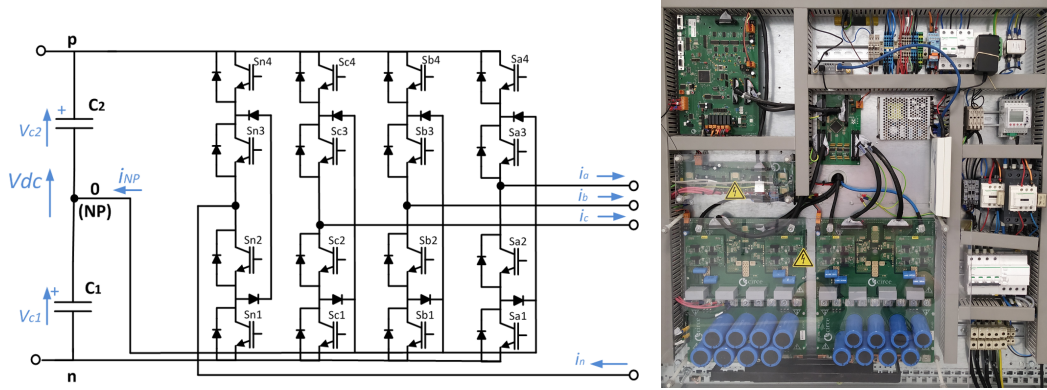 p
Sn4
Sc4
Sb4
Sa4
+
C2
Vc2
Sn3
Sc3
Sb3
Sa3
Vdc
iNP
0
(NP)
ia
ib
ic
Sn2
Sc2
Sb2
Sa2
+
C1
Vc1
Sn1
Sc1
Sb1
Sa1
in
n
circe
circe